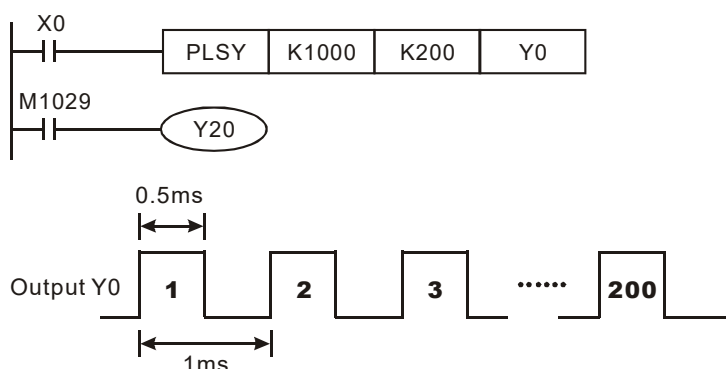 X0
PLSY K1000 K200 Y0
M1029
Y20
0.5ms
Output Y0 1 2 3 ...... 200
1ms